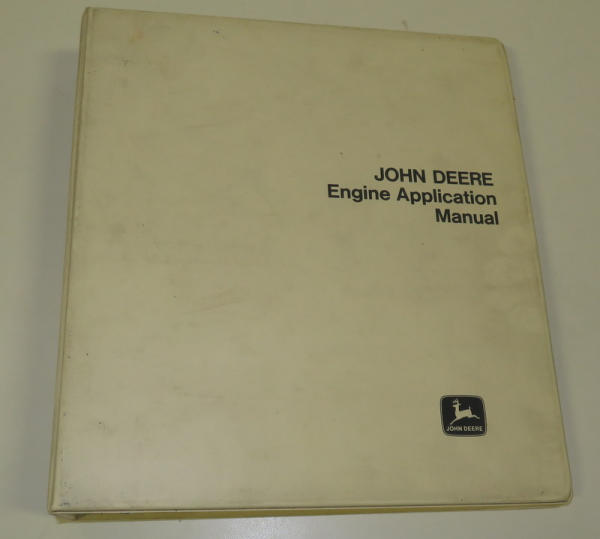 JOHN DEERE
Engine Application
Manual
JOHN DEERE